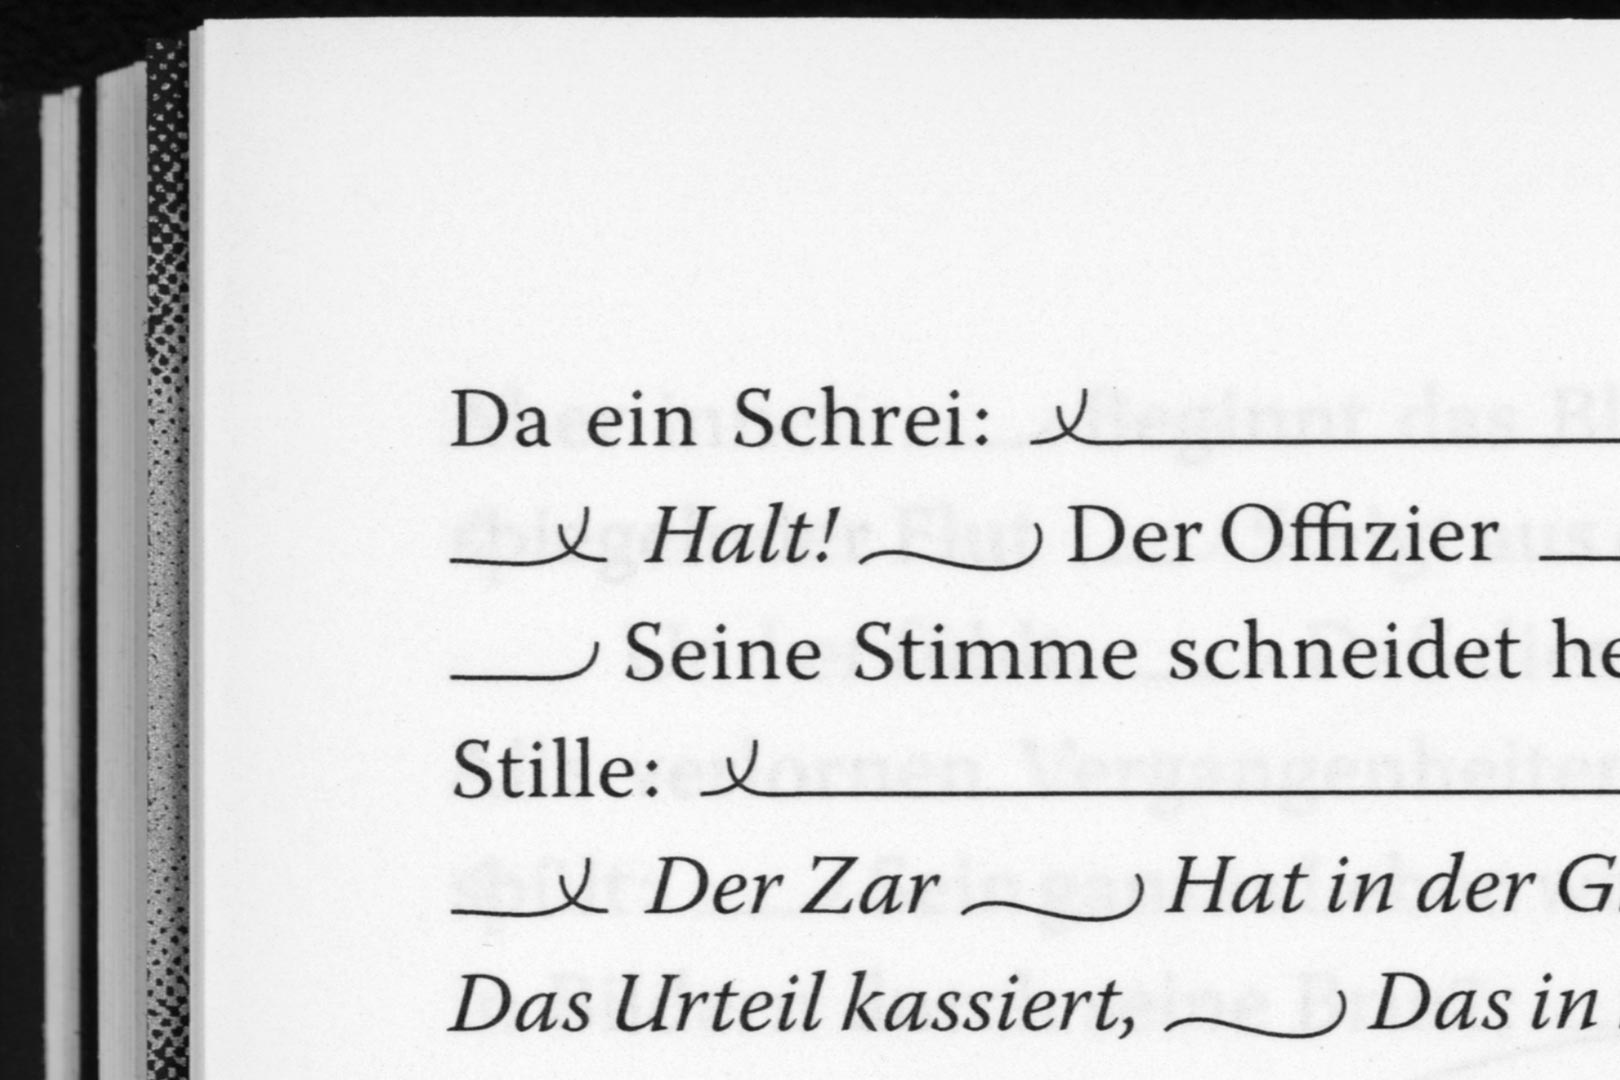 Da ein Schrei:
Halt! Der Offizier
Seine Stimme schneidet
Stille:
Der Zar Hat in der
Das Urteil kassiert, Das in